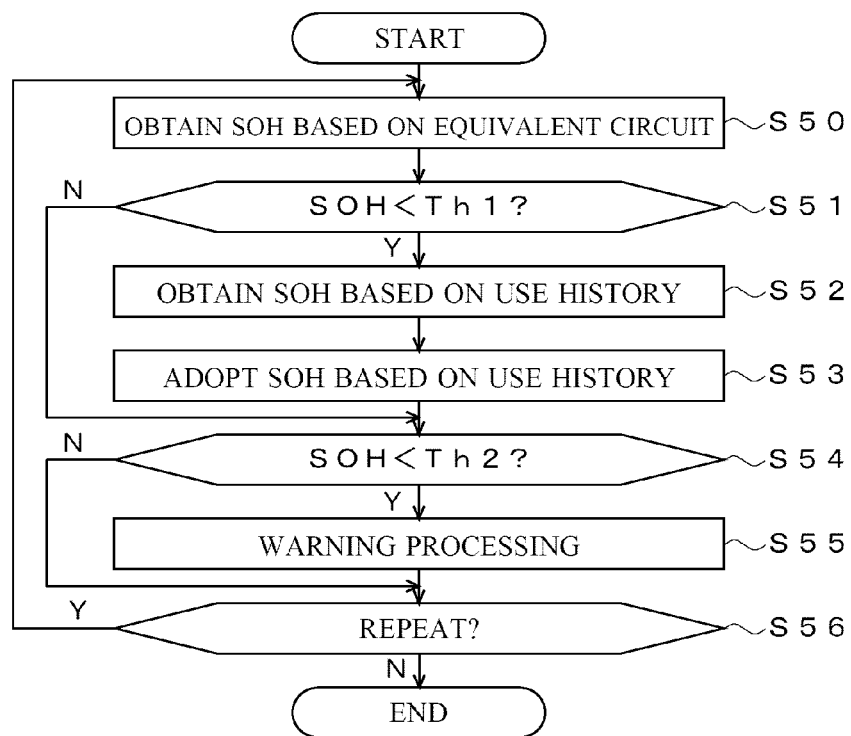 START
OBTAIN SOH BASED ON EQUIVALENT CIRCUIT
S50
N
SOH<Th1?
S51
Y
OBTAIN SOH BASED ON USE HISTORY
S52
ADOPT SOH BASED ON USE HISTORY
S53
N
SOH<Th2?
S54
Y
WARNING PROCESSING
S55
Y
REPEAT?
S56
N
END